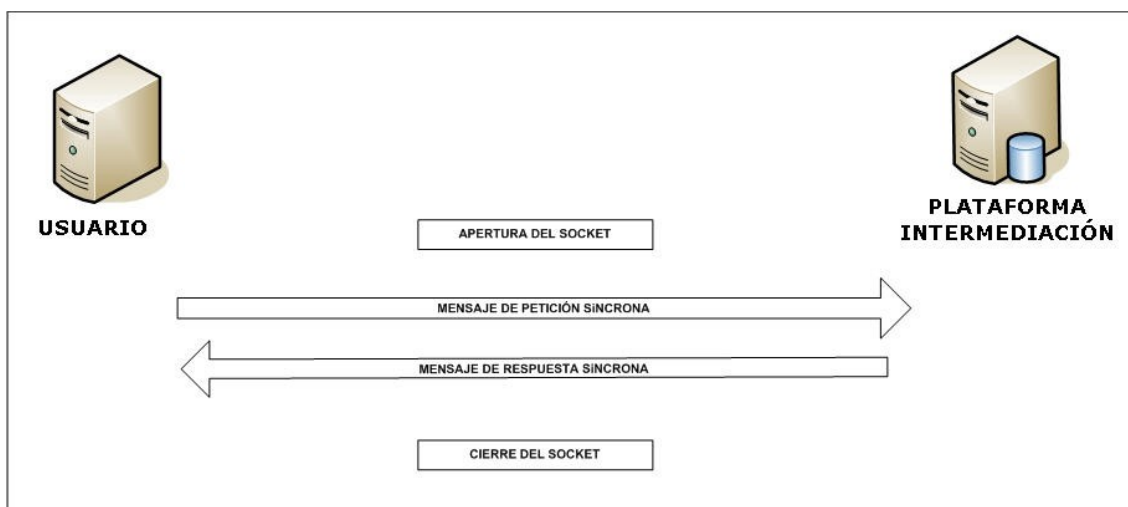 USUARIO
PLATAFORMA
INTERMEDIACIÓN
APERTURA DEL SOCKET
MENSAJE DE PETICIÓN SíNCRONA
MENSAJE DE RESPUESTA SíNCRONA
CIERRE DEL SOCKET